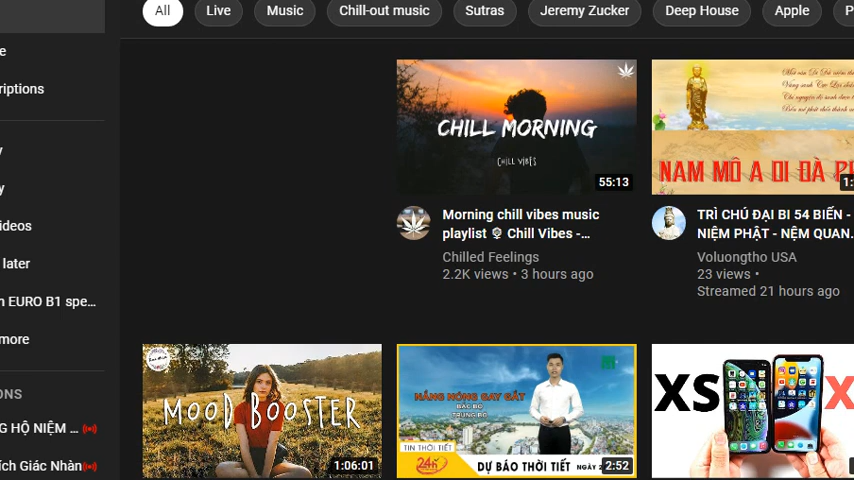 All
Live
Music
Chill-out music
Sutras
Jeremy Zucker
Deep House
Apple
riptions
ideos
later
EURO B1 spe...
more
ONS
G HỘ NIỆM ...
ích Giác Nhàn
CHILL MORNING
CHILL VIBES
55:13
Morning chill vibes music
playlist 🌻 Chill Vibes -...
Chilled Feelings
2.2K views • 3 hours ago
NAM MÔ A DI ĐÀ
TRÌ CHÚ ĐẠI BI 54 BIẾN -
NIỆM PHẬT - NỆM QUAN.
Voluongtho USA
23 views •
Streamed 21 hours ago
MOOD BOOSTER
1:06:01
NẮNG NÓNG GAY GẮT
BẮC BỘ
TRUNG BỘ
TIN THỜI TIẾT
24h
DỰ BÁO THỜI TIẾT NGÀY
2:52
XS
X